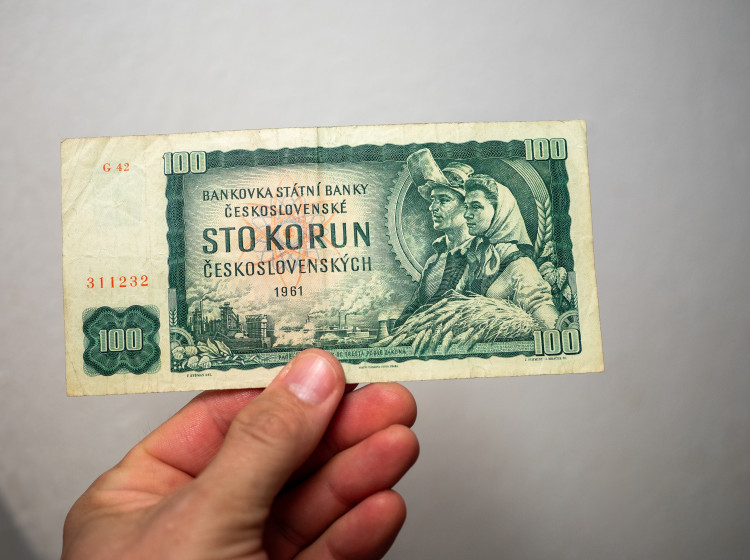 G 42
100
100
BANKOVKA STÁTNÍ BANKY
ČESKOSLOVENSKÉ
STO KORUN
ČESKOSLOVENSKÝCH
1961
311232
100
100